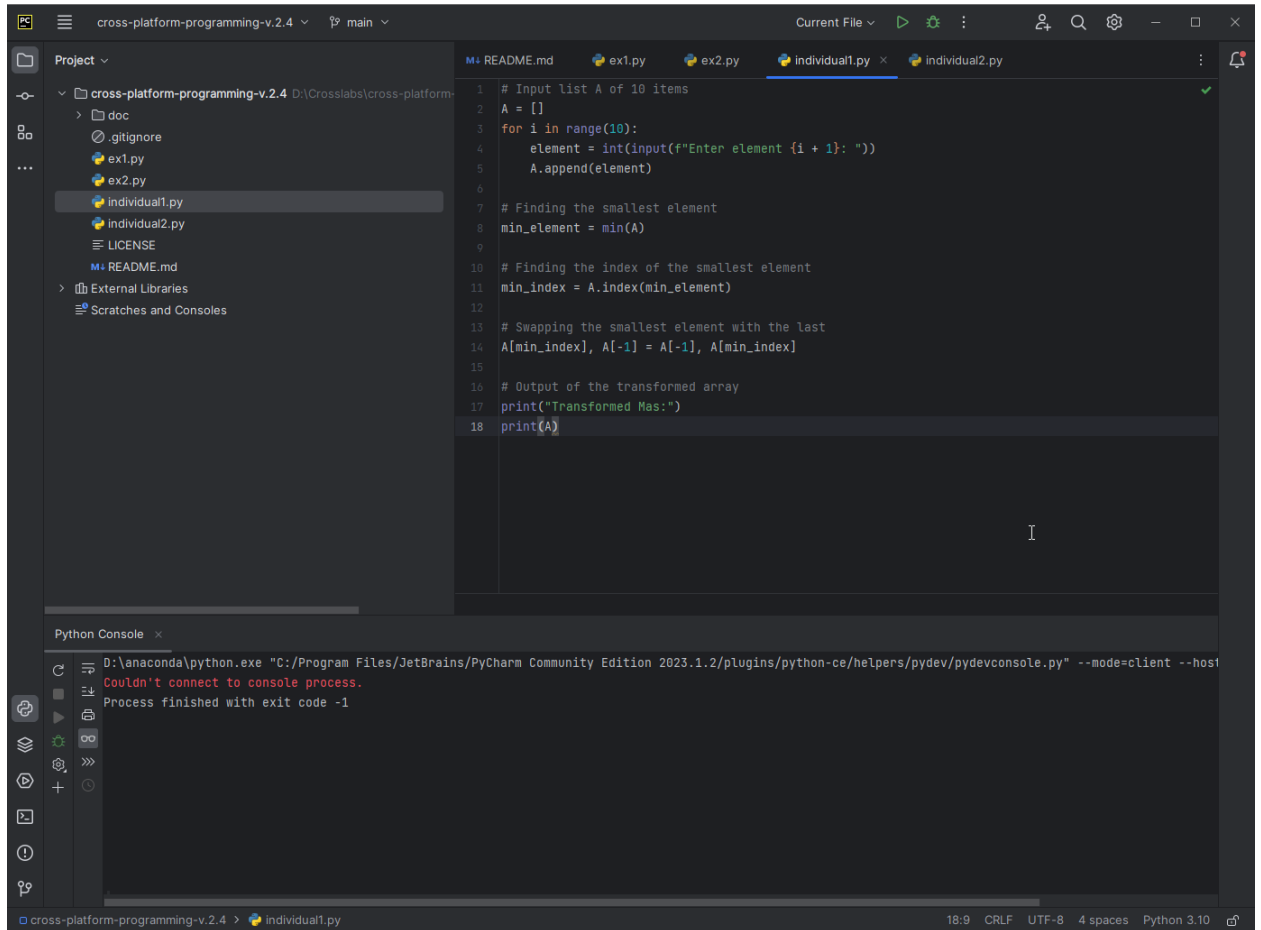 PC
cross-platform-programming-v.2.4
main
Current File
Project
cross-platform-programming-v.2.4 D:\Crosslabs\cross-platform-
doc
.gitignore
ex1.py
ex2.py
individual1.py
individual2.py
LICENSE
M↓ README.md
External Libraries
Scratches and Consoles
M↓ README.md
ex1.py
ex2.py
individual1.py
individual2.py
1 # Input list A of 10 items
2 A = []
3 for i in range(10):
4     element = int(input(f"Enter element {i + 1}: "))
5     A.append(element)
6
7 # Finding the smallest element
8 min_element = min(A)
9
10 # Finding the index of the smallest element
11 min_index = A.index(min_element)
12
13 # Swapping the smallest element with the last
14 A[min_index], A[-1] = A[-1], A[min_index]
15
16 # Output of the transformed array
17 print("Transformed Mas:")
18 print(A)
Python Console
D:\anaconda\python.exe "C:/Program Files/JetBrains/PyCharm Community Edition 2023.1.2/plugins/python-ce/helpers/pydev/pydevconsole.py" --mode=client --host
Couldn't connect to console process.
Process finished with exit code -1
cross-platform-programming-v.2.4 > individual1.py
18:9 CRLF UTF-8 4 spaces Python 3.10